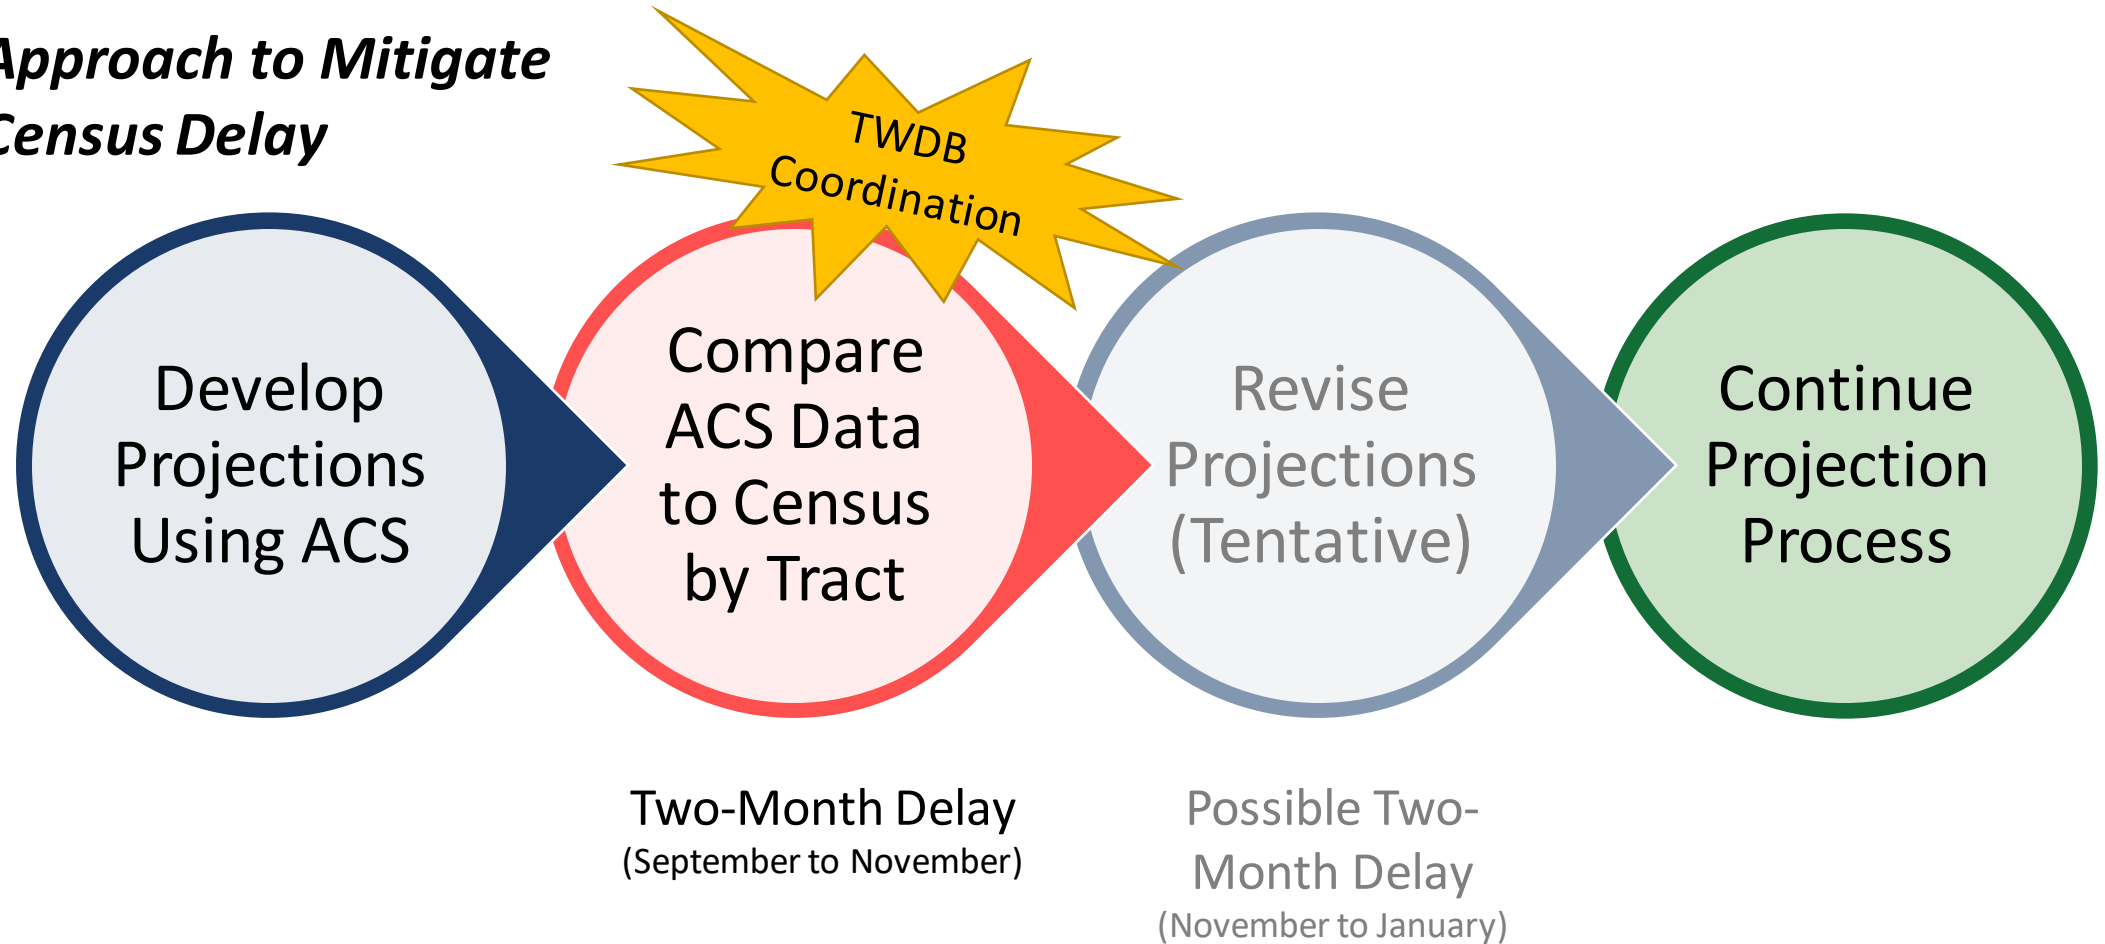 Approach to Mitigate
Census Delay
TWDB
Coordination
Develop
Projections
Using ACS
Compare
ACS Data
to Census
by Tract
Revise
Projections
(Tentative)
Continue
Projection
Process
Two-Month Delay
(September to November)
Possible Two-
Month Delay
(November to January)